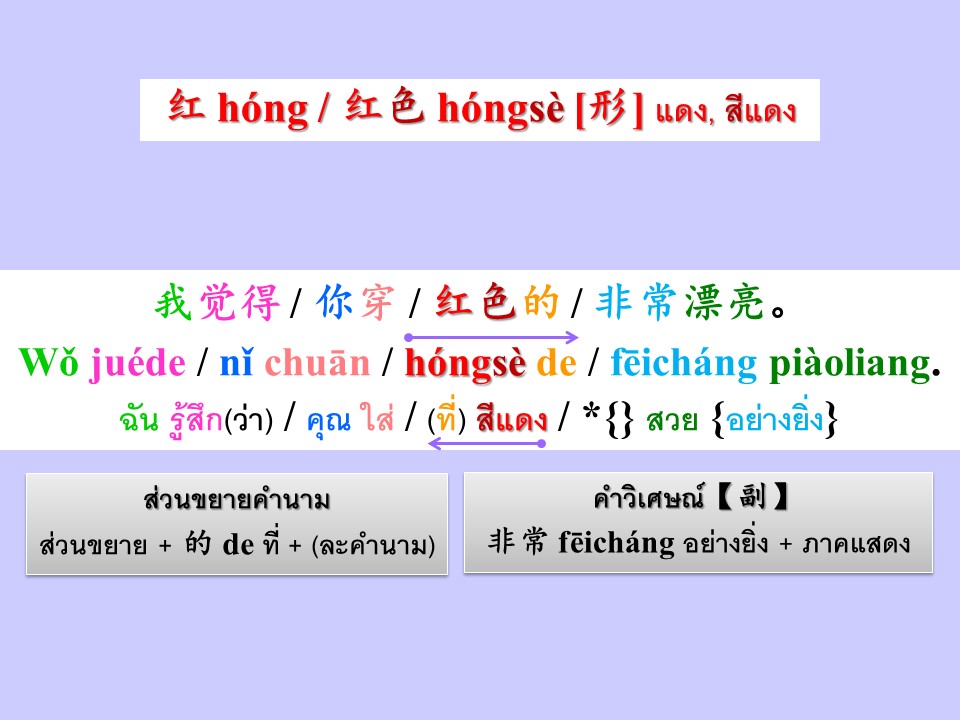 红 hóng / 红色 hóngsè [形] แดง, สีแดง
我觉得 / 你穿 / 红色的 / 非常漂亮。
Wǒ juéde / nǐ chuān / hóngsè de / fēicháng piàoliang.
ฉัน รู้สึก(ว่า) / คุณ ใส่ / (ที่) สีแดง / *{} สวย {อย่างยิ่ง}
ส่วนขยายคำนาม
ส่วนขยาย + 的 de ที่ + (ละคำนาม)
คำวิเศษณ์【副】
非常 fēicháng อย่างยิ่ง + ภาคแสดง